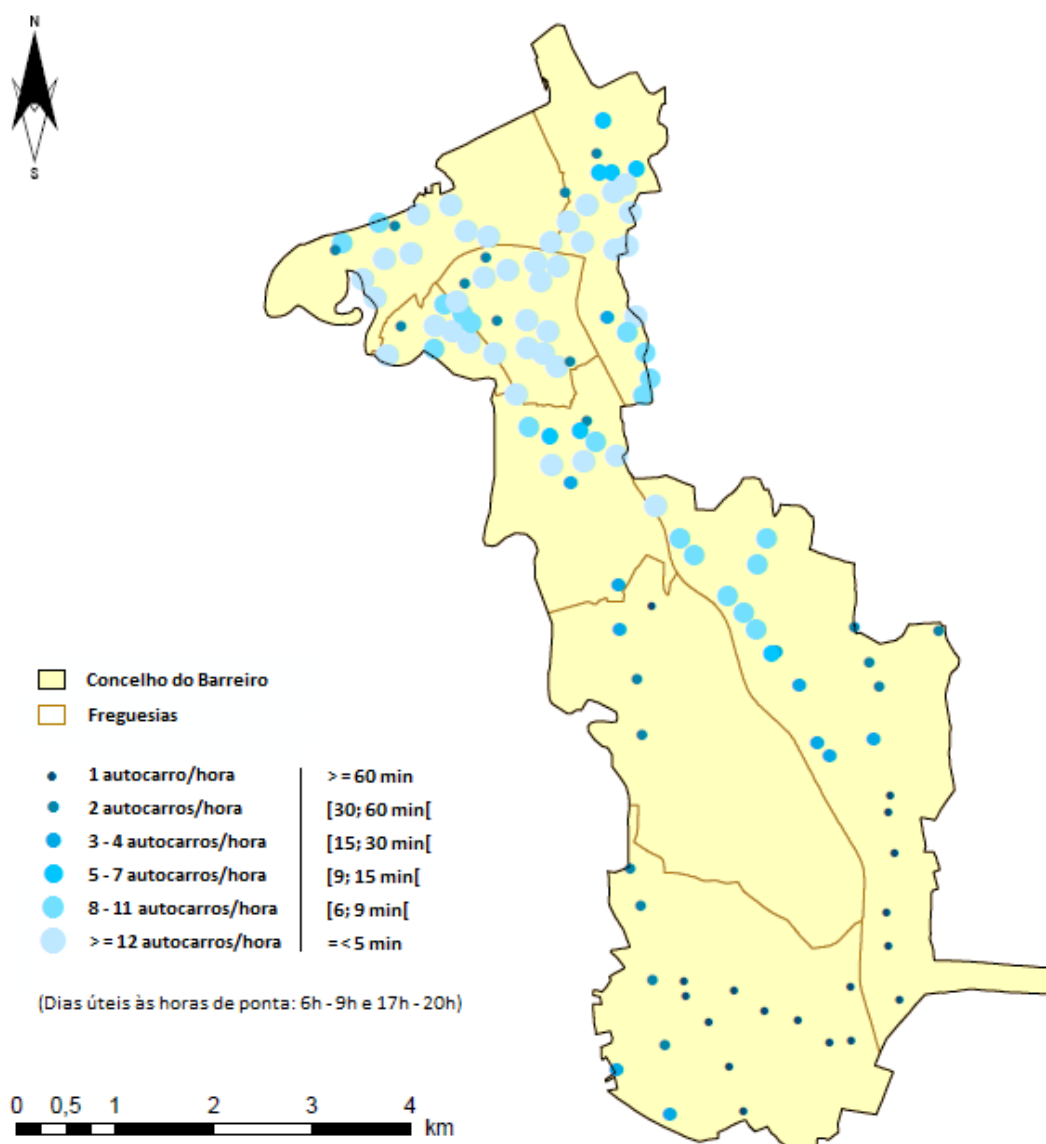 N
S
Concelho do Barreiro
Freguesias
1 autocarro/hora > = 60 min
2 autocarros/hora [30; 60 min[
3 - 4 autocarros/hora [15; 30 min[
5 - 7 autocarros/hora [9; 15 min[
8 - 11 autocarros/hora [6; 9 min[
> = 12 autocarros/hora = < 5 min
(Dias úteis às horas de ponta: 6h - 9h e 17h - 20h)
0 0,5 1 2 3 4
km